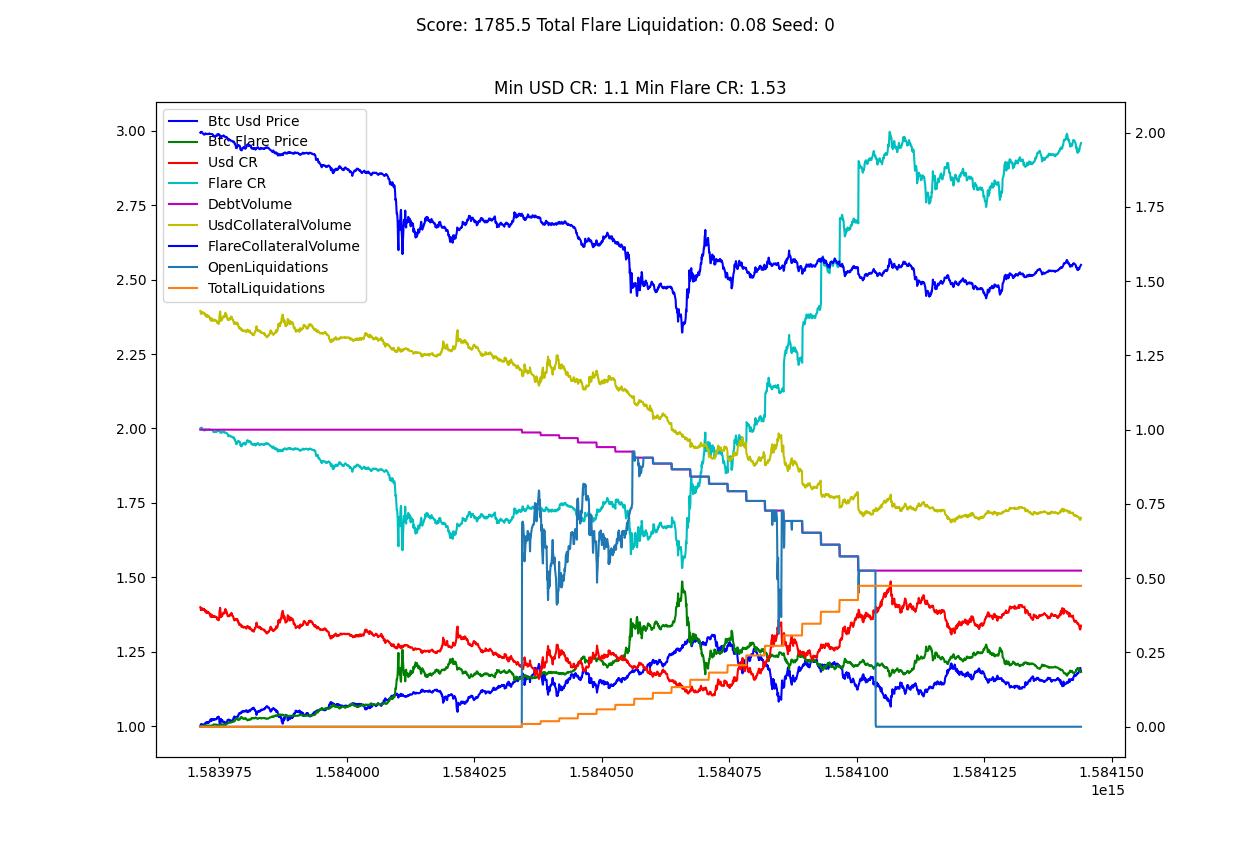 Score: 1785.5 Total Flare Liquidation: 0.08 Seed: 0
Min USD CR: 1.1 Min Flare CR: 1.53
Btc Usd Price
Btc Flare Price
Usd CR
Flare CR
DebtVolume
UsdCollateralVolume
FlareCollateralVolume
OpenLiquidations
TotalLiquidations
3.00
2.75
2.50
2.25
2.00
1.75
1.50
1.25
1.00
2.00
1.75
1.50
1.25
1.00
0.75
0.50
0.25
0.00
1.583975 1.584000 1.584025 1.584050 1.584075 1.584100 1.584125 1.584150
1e15